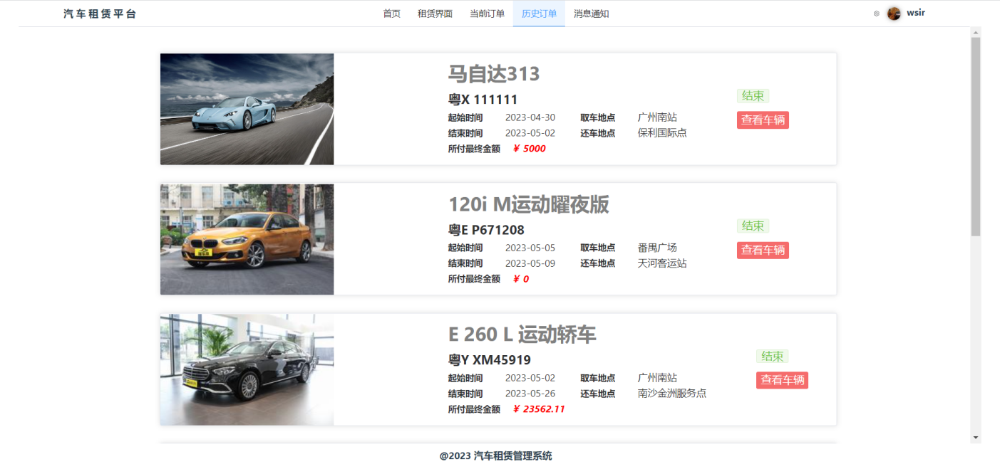 汽车租赁平台
首页 租赁界面 当前订单 历史订单 消息通知
wsir
马自达313
粤X 111111
起始时间 2023-04-30 取车地点 广州南站
结束时间 2023-05-02 还车地点 保利国际点
所付最终金额 ￥ 5000
结束
查看车辆
120i M运动曜夜版
粤E P671208
起始时间 2023-05-05 取车地点 番禺广场
结束时间 2023-05-09 还车地点 天河客运站
所付最终金额 ￥ 0
结束
查看车辆
E 260 L 运动轿车
粤Y XM45919
起始时间 2023-05-02 取车地点 广州南站
结束时间 2023-05-26 还车地点 南沙金洲服务点
所付最终金额 ￥ 23562.11
结束
查看车辆
@2023 汽车租赁管理系统